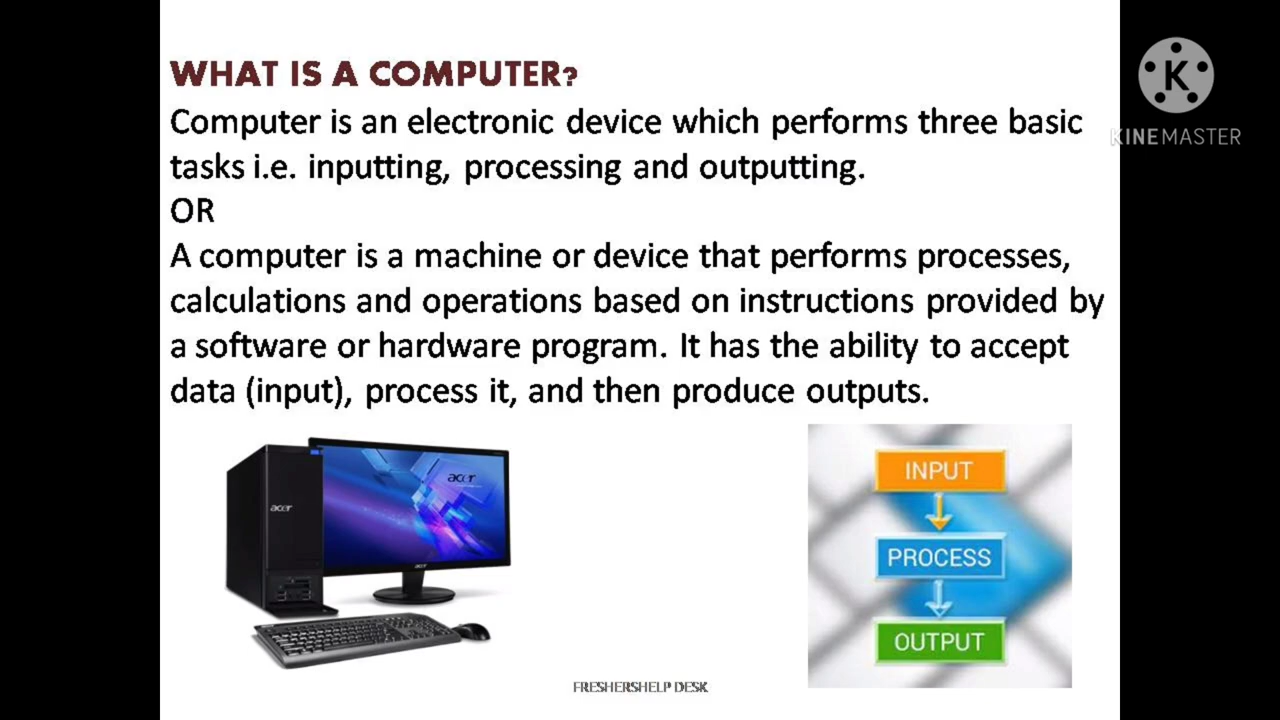 WHAT IS A COMPUTER?
Computer is an electronic device which performs three basic
tasks i.e. inputting, processing and outputting.
OR
A computer is a machine or device that performs processes,
calculations and operations based on instructions provided by
a software or hardware program. It has the ability to accept
data (input), process it, and then produce outputs.
K
KINEMASTER
acer
acer
acer
INPUT
PROCESS
OUTPUT
FRESHERSHELP DESK